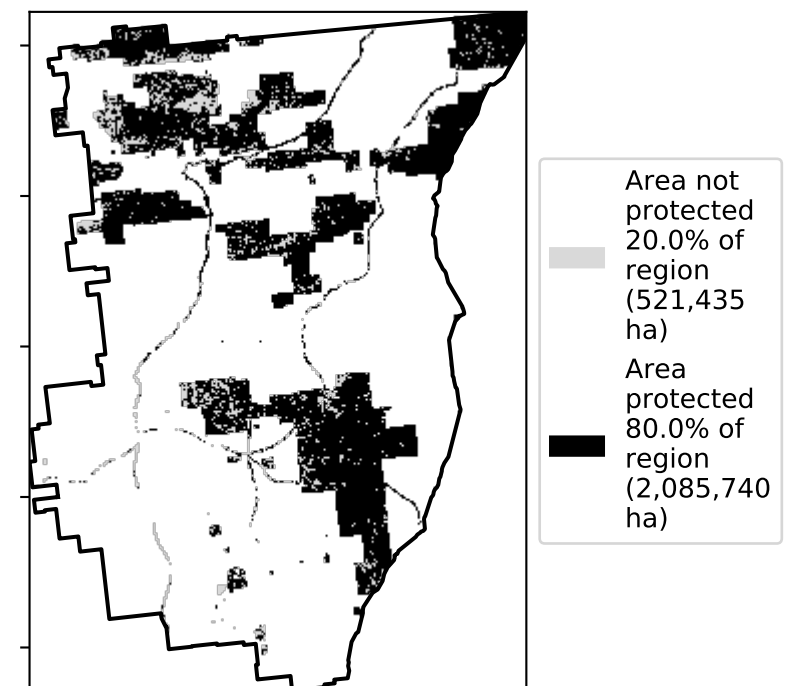 Area not
protected
20.0% of
region
(521,435
ha)
Area
protected
80.0% of
region
(2,085,740
ha)